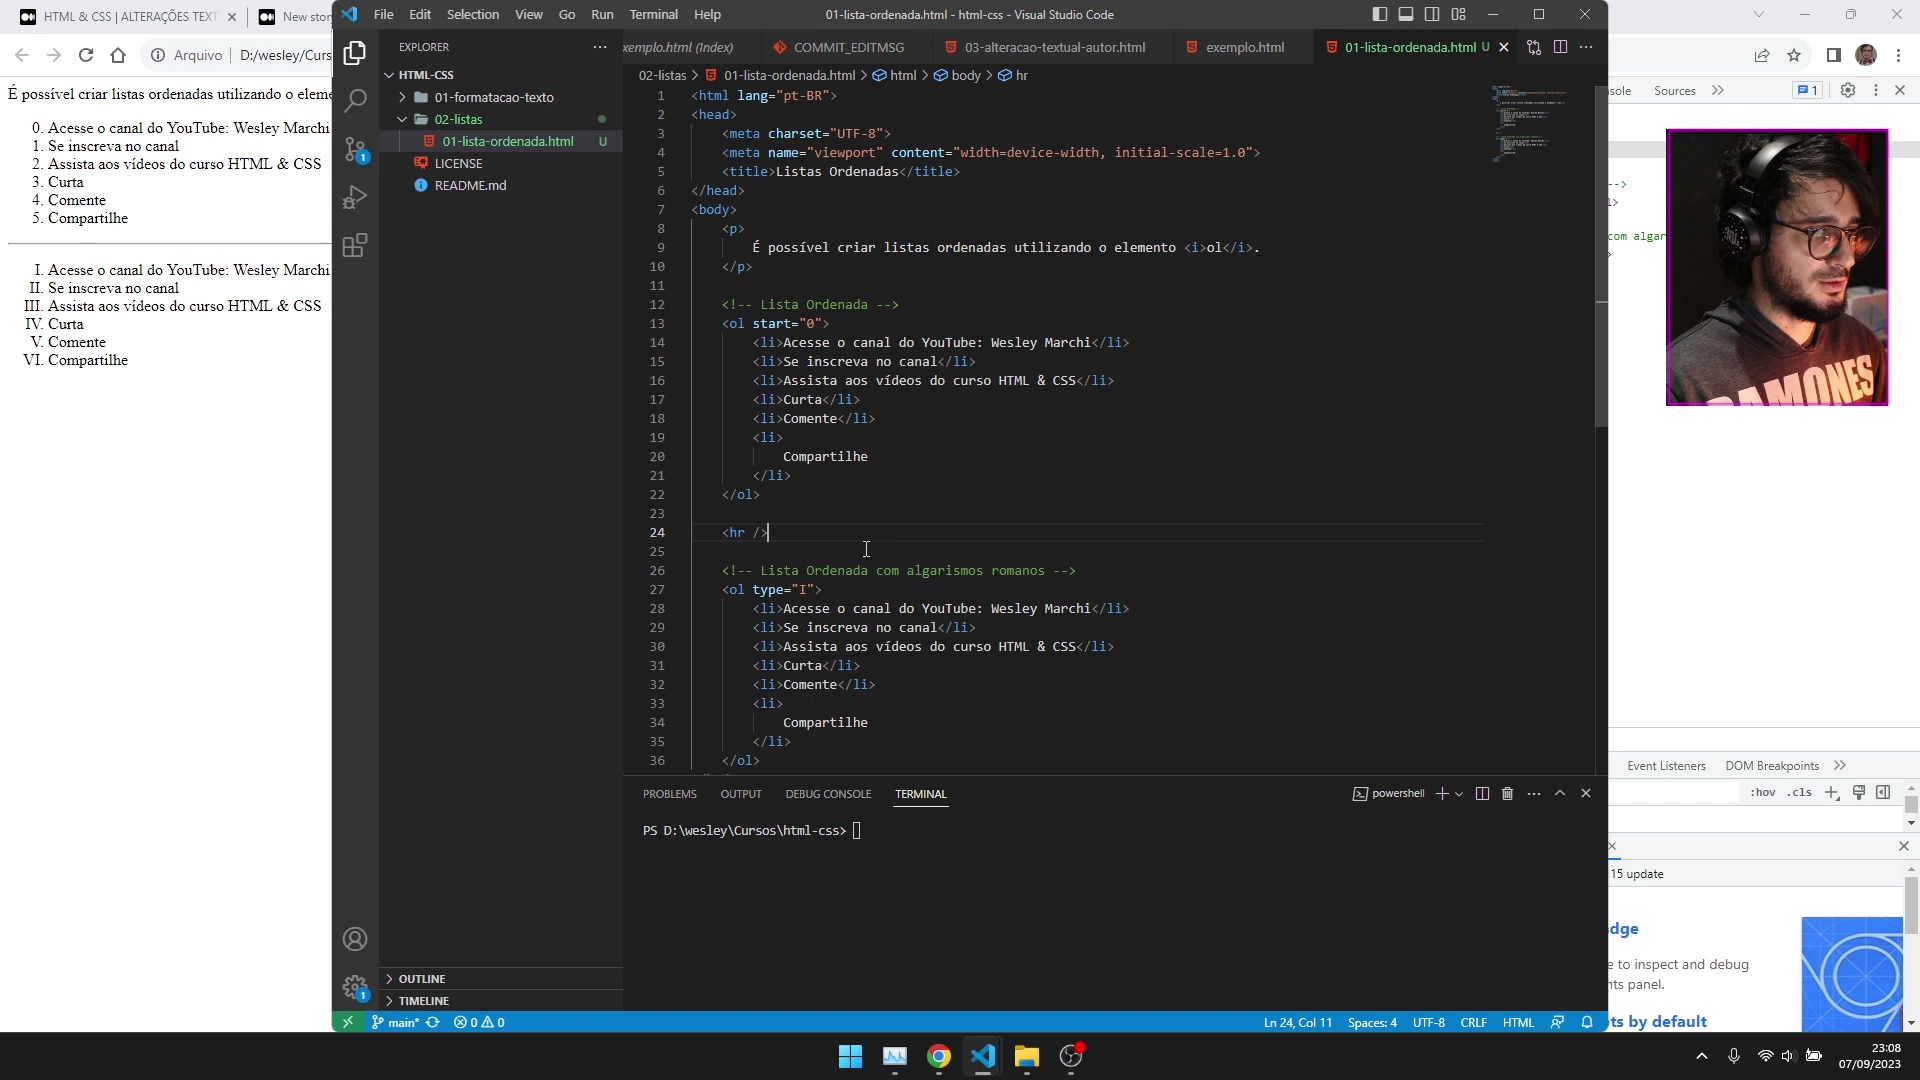 HTML & CSS | ALTERAÇÕES TEXT
New stor
Arquivo
D:/wesley/Curs
É possível criar listas ordenadas utilizando o eleme
0. Acesse o canal do YouTube: Wesley Marchi
1. Se inscreva no canal
2. Assista aos vídeos do curso HTML & CSS
3. Curta
4. Comente
5. Compartilhe
I. Acesse o canal do YouTube: Wesley Marchi
II. Se inscreva no canal
III. Assista aos vídeos do curso HTML & CSS
IV. Curta
V. Comente
VI. Compartilhe
File Edit Selection View Go Run Terminal Help
01-lista-ordenada.html - html-css - Visual Studio Code
EXPLORER
HTML-CSS
01-formatacao-texto
02-listas
01-lista-ordenada.html U
LICENSE
README.md
OUTLINE
TIMELINE
1
1
xemplo.html (Index)
COMMIT_EDITMSG
03-alteracao-textual-autor.html
exemplo.html
01-lista-ordenada.html U
02-listas > 01-lista-ordenada.html > html > body > hr
1 <html lang="pt-BR">
2 <head>
3 <meta charset="UTF-8">
4 <meta name="viewport" content="width=device-width, initial-scale=1.0">
5 <title>Listas Ordenadas</title>
6 </head>
7 <body>
8 <p>
9 É possível criar listas ordenadas utilizando o elemento <i>ol</i>.
10 </p>
11
12 <!-- Lista Ordenada -->
13 <ol start="0">
14 <li>Acesse o canal do YouTube: Wesley Marchi</li>
15 <li>Se inscreva no canal</li>
16 <li>Assista aos vídeos do curso HTML & CSS</li>
17 <li>Curta</li>
18 <li>Comente</li>
19 <li>
20 Compartilhe
21 </li>
22 </ol>
23
24 <hr />
25
26 <!-- Lista Ordenada com algarismos romanos -->
27 <ol type="I">
28 <li>Acesse o canal do YouTube: Wesley Marchi</li>
29 <li>Se inscreva no canal</li>
30 <li>Assista aos vídeos do curso HTML & CSS</li>
31 <li>Curta</li>
32 <li>Comente</li>
33 <li>
34 Compartilhe
35 </li>
36 </ol>
PROBLEMS OUTPUT DEBUG CONSOLE TERMINAL
powershell
PS D:\wesley\Cursos\html-css>
main*
0 0
Ln 24, Col 11 Spaces: 4 UTF-8 CRLF HTML
sole Sources
1
-->
l>
com algar
>
RAMONES
Event Listeners DOM Breakpoints
:hov .cls
15 update
dge
e to inspect and debug
nts panel.
ts by default
23:08
07/09/2023